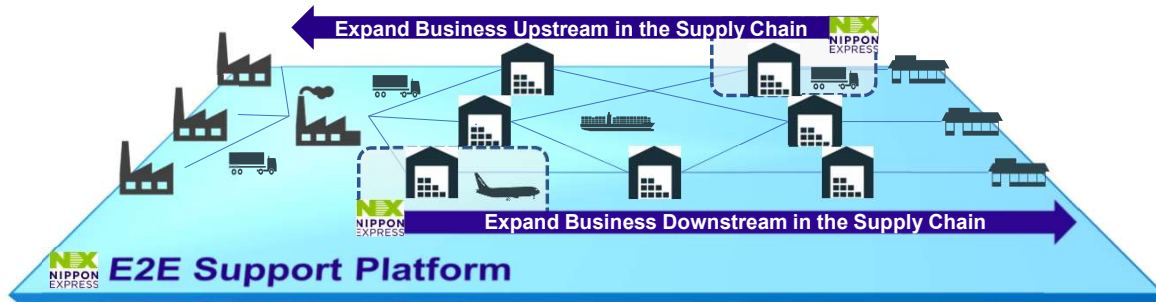 Expand Business Upstream in the Supply Chain
NX
NIPPON
EXPRESS
NX
NIPPON
EXPRESS
Expand Business Downstream in the Supply Chain
NX
NIPPON
EXPRESS
E2E Support Platform